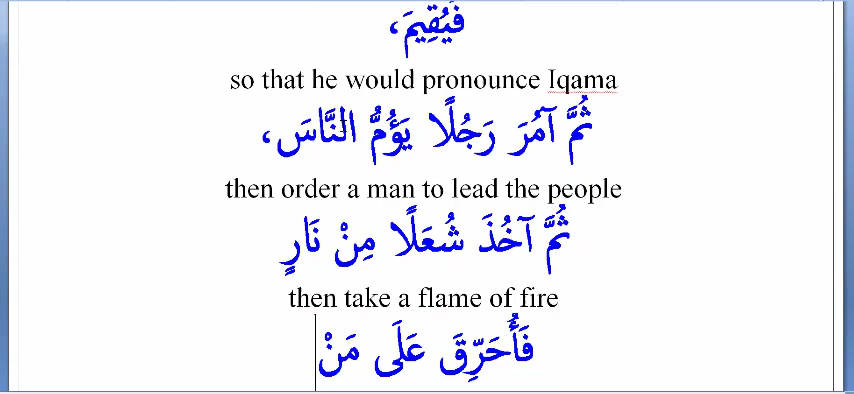 فَيُقِيمَ،
so that he would pronounce Iqama
ثُمَّ آمُرَ رَجُلًا يَؤُمُّ النَّاسَ،
then order a man to lead the people
ثُمَّ آخُذَ شُعَلًا مِنْ نَارٍ
then take a flame of fire
فَأُحَرِّقَ عَلَى مَنْ